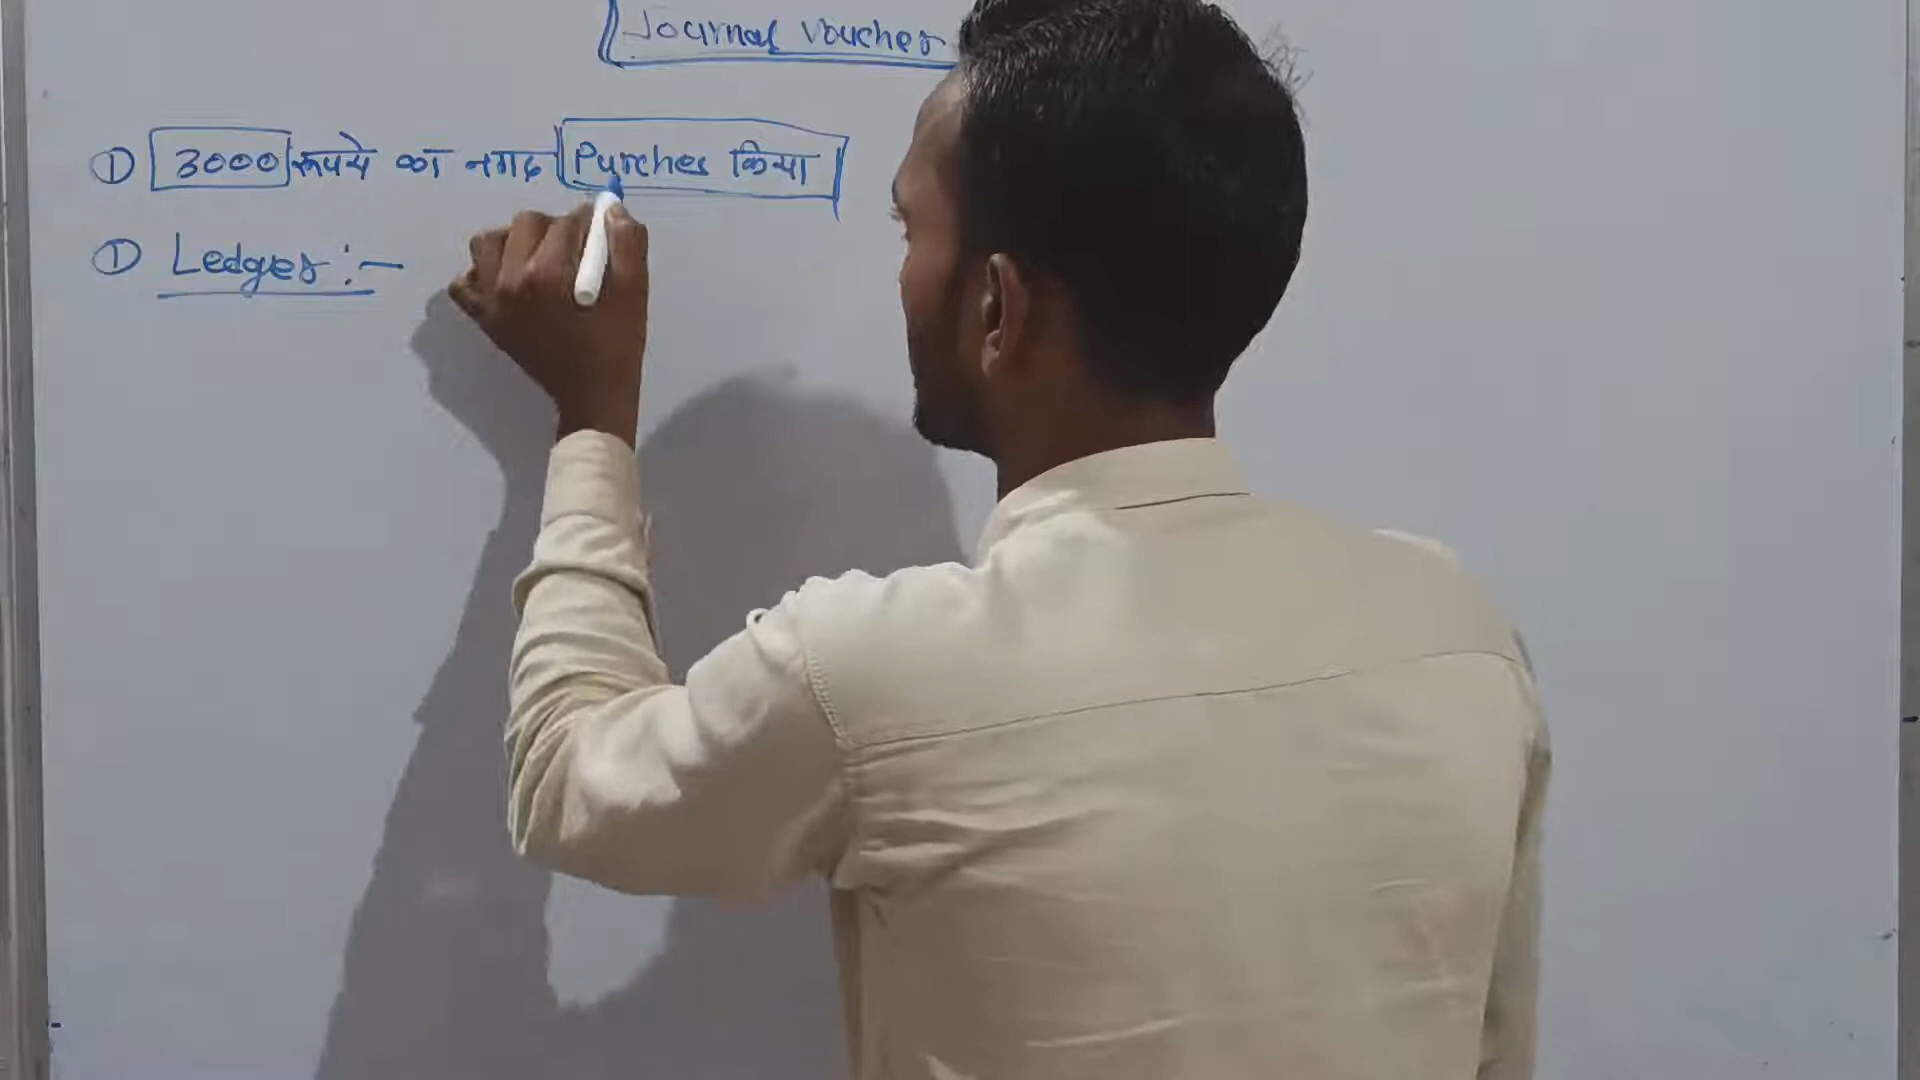 Journal Voucher
① 3000 रूपये का नगद Purches किया
① Ledger :-